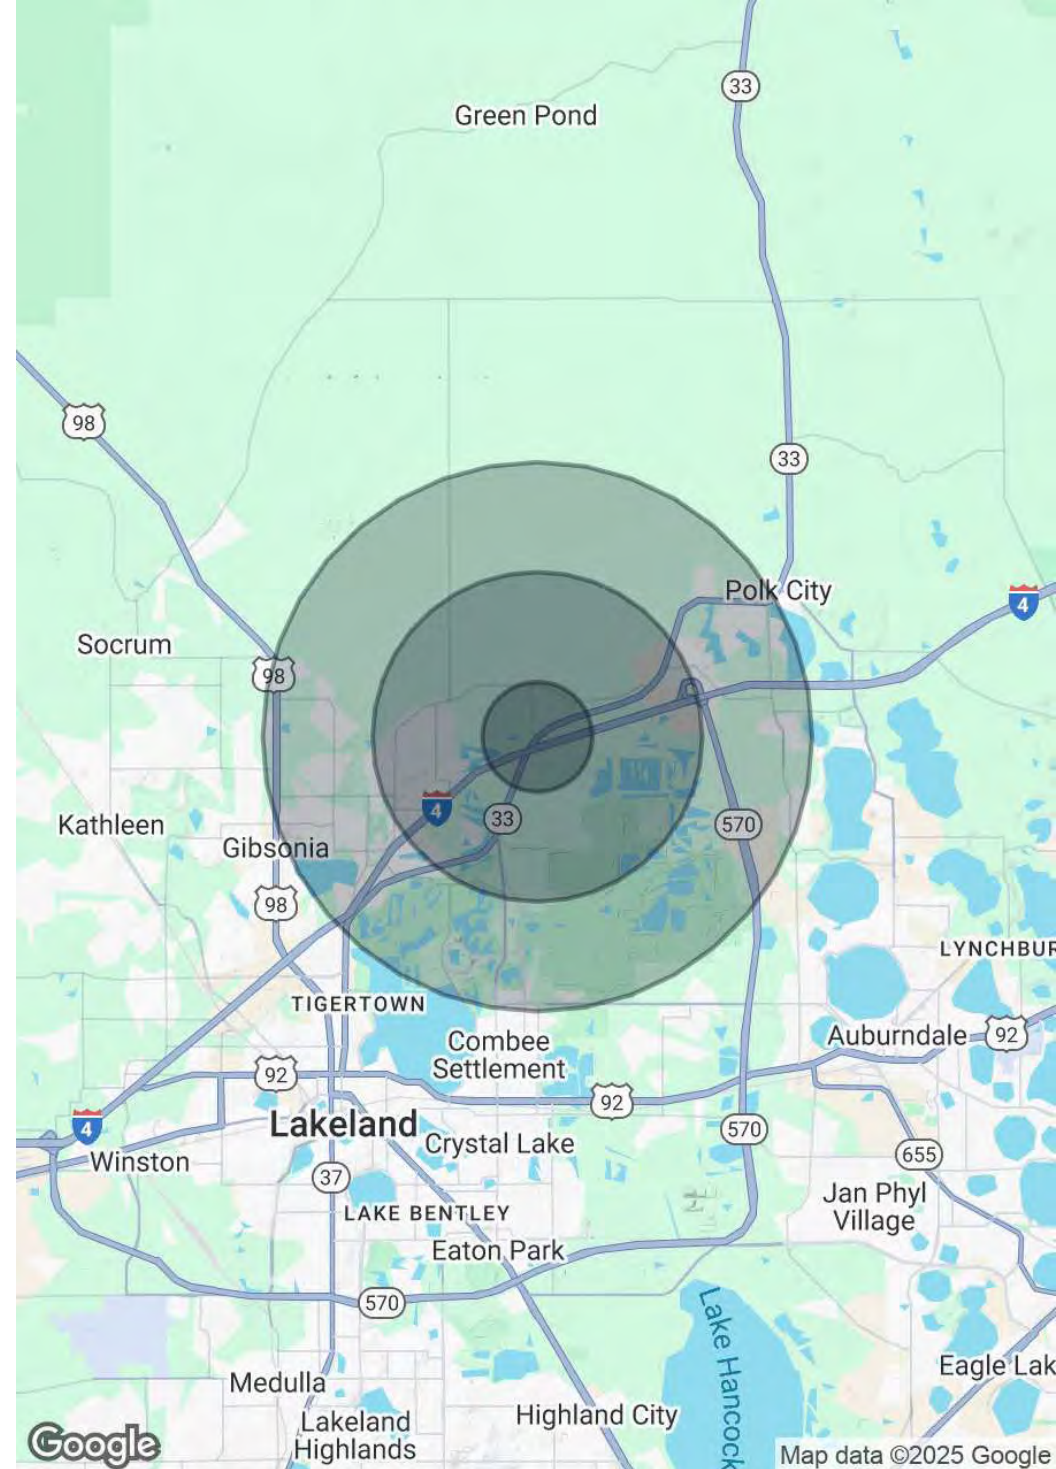 33
Green Pond
98
33
Polk City
4
Socrum
98
4
33
570
Kathleen
Gibsonia
98
LYNCHBUR
TIGERTOWN
Combee
Settlement
Auburndale
92
92
92
Lakeland
4
Crystal Lake
570
Winston
655
37
Jan Phyl
Village
LAKE BENTLEY
Eaton Park
570
Lake Hancock
Eagle Lak
Medulla
Lakeland
Highlands
Highland City
Google
Map data ©2025 Google